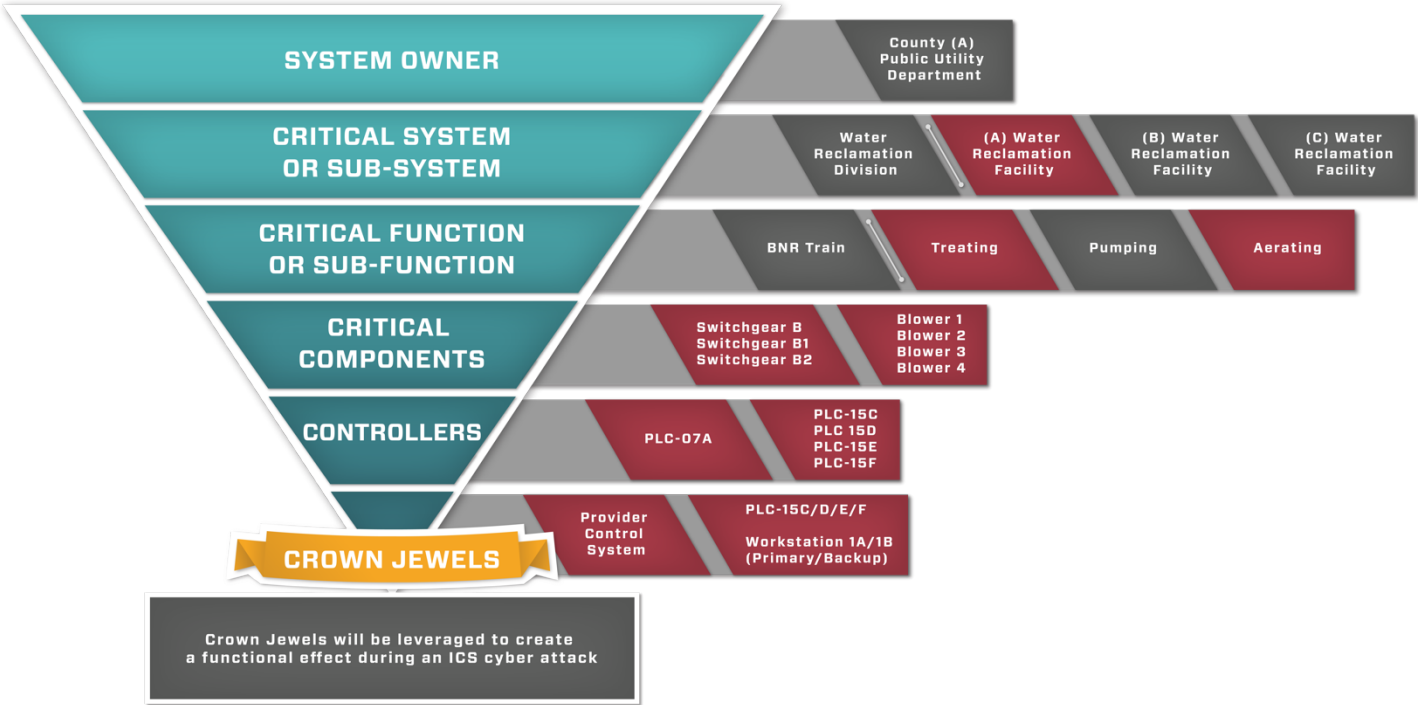 SYSTEM OWNER
County (A)
Public Utility
Department
CRITICAL SYSTEM
OR SUB-SYSTEM
Water
Reclamation
Division
(A) Water
Reclamation
Facility
(B) Water
Reclamation
Facility
(C) Water
Reclamation
Facility
CRITICAL FUNCTION
OR SUB-FUNCTION
BNR Train
Treating
Pumping
Aerating
CRITICAL
COMPONENTS
Switchgear B
Switchgear B1
Switchgear B2
Blower 1
Blower 2
Blower 3
Blower 4
CONTROLLERS
PLC-07A
PLC-15C
PLC 15D
PLC-15E
PLC-15F
CROWN JEWELS
Provider
Control
System
PLC-15C/D/E/F
Workstation 1A/1B
(Primary/Backup)
Crown Jewels will be leveraged to create
a functional effect during an ICS cyber attack